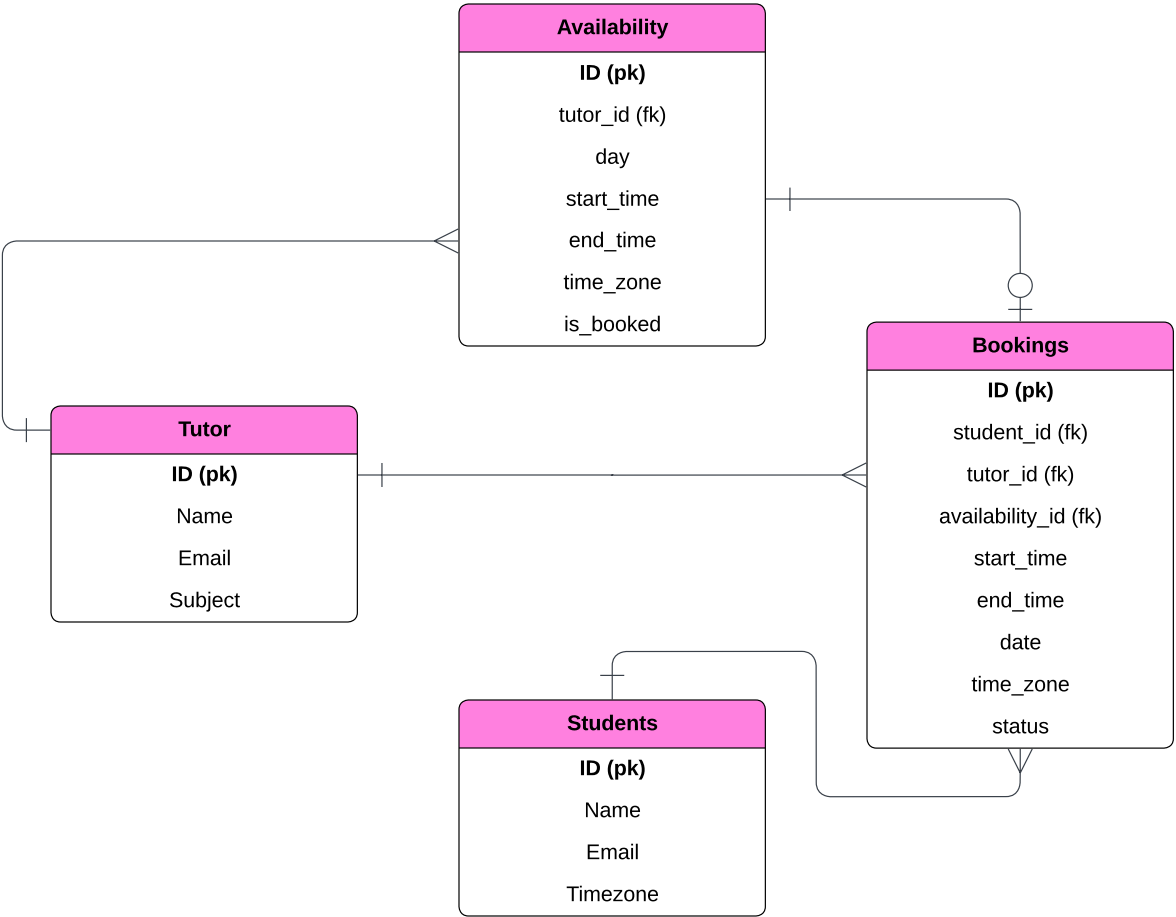 Availability
ID (pk)
tutor_id (fk)
day
start_time
end_time
time_zone
is_booked
Bookings
ID (pk)
student_id (fk)
tutor_id (fk)
availability_id (fk)
start_time
end_time
date
time_zone
status
Tutor
ID (pk)
Name
Email
Subject
Students
ID (pk)
Name
Email
Timezone